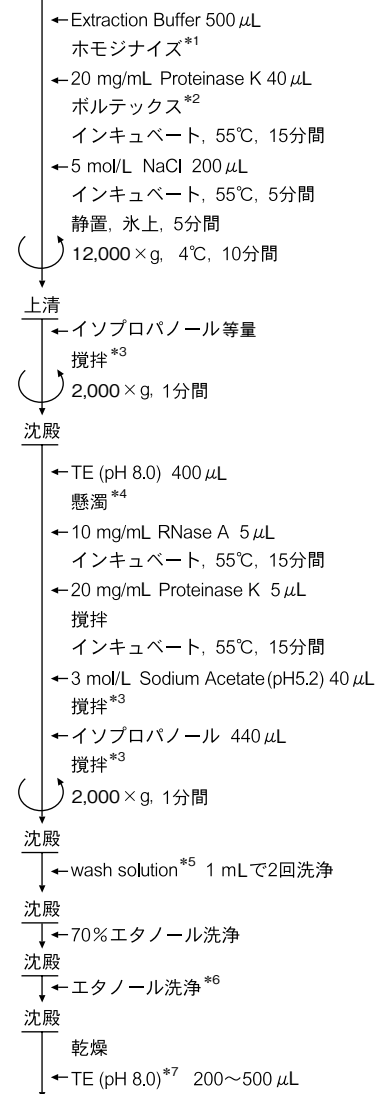 Extraction Buffer 500 μL
ホモジナイズ*1
20 mg/mL Proteinase K 40 μL
ボルテックス*2
インキュベート, 55℃, 15分間
5 mol/L NaCl 200 μL
インキュベート, 55℃, 5分間
静置, 氷上, 5分間
12,000×g, 4℃, 10分間
上清
イソプロパノール等量
撹拌*3
2,000×g, 1分間
沈殿
TE (pH 8.0) 400 μL
懸濁*4
10 mg/mL RNase A 5 μL
インキュベート, 55℃, 15分間
20 mg/mL Proteinase K 5 μL
撹拌
インキュベート, 55℃, 15分間
3 mol/L Sodium Acetate (pH5.2) 40 μL
撹拌*3
イソプロパノール 440 μL
撹拌*3
2,000×g, 1分間
沈殿
wash solution*5 1 mLで2回洗浄
沈殿
70%エタノール洗浄
沈殿
エタノール洗浄*6
沈殿
乾燥
TE (pH 8.0)*7 200～500 μL